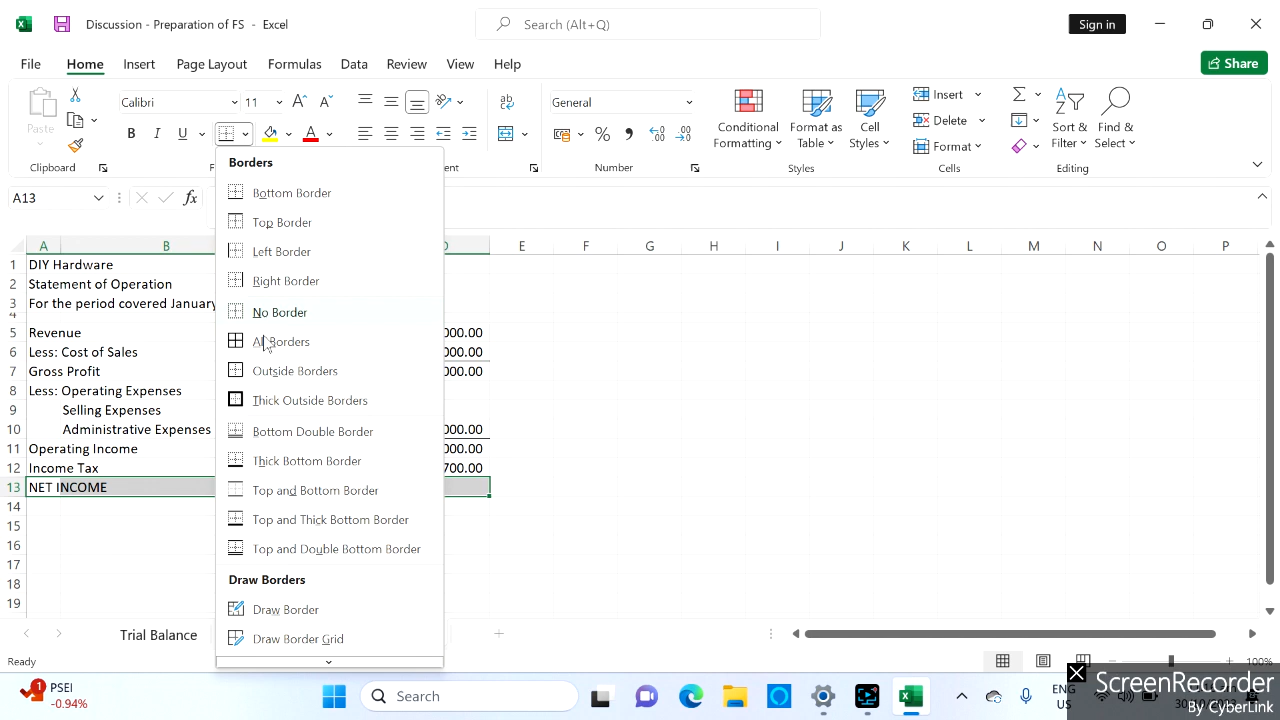 Discussion - Preparation of FS - Excel
Search (Alt+Q)
Sign in
File
Home
Insert
Page Layout
Formulas
Data
Review
View
Help
Share
Paste
Calibri
11
General
Conditional Formatting
Format as Table
Cell Styles
Insert
Delete
Format
Sort & Filter
Find & Select
Clipboard
Number
Styles
Cells
Editing
A13
fx
Borders
Bottom Border
Top Border
Left Border
Right Border
No Border
All Borders
Outside Borders
Thick Outside Borders
Bottom Double Border
Thick Bottom Border
Top and Bottom Border
Top and Thick Bottom Border
Top and Double Bottom Border
Draw Borders
Draw Border
Draw Border Grid
A B D E F G H I J K L M N O P
1 DIY Hardware
2 Statement of Operation
3 For the period covered January
4
5 Revenue 000.00
6 Less: Cost of Sales 000.00
7 Gross Profit 000.00
8 Less: Operating Expenses
9 Selling Expenses
10 Administrative Expenses 000.00
11 Operating Income 000.00
12 Income Tax 700.00
13 NET INCOME
14
15
16
17
18
19
Trial Balance
Ready
100%
1
PSEI
-0.94%
Search
ENG
US
ScreenRecorder
By CyberLink